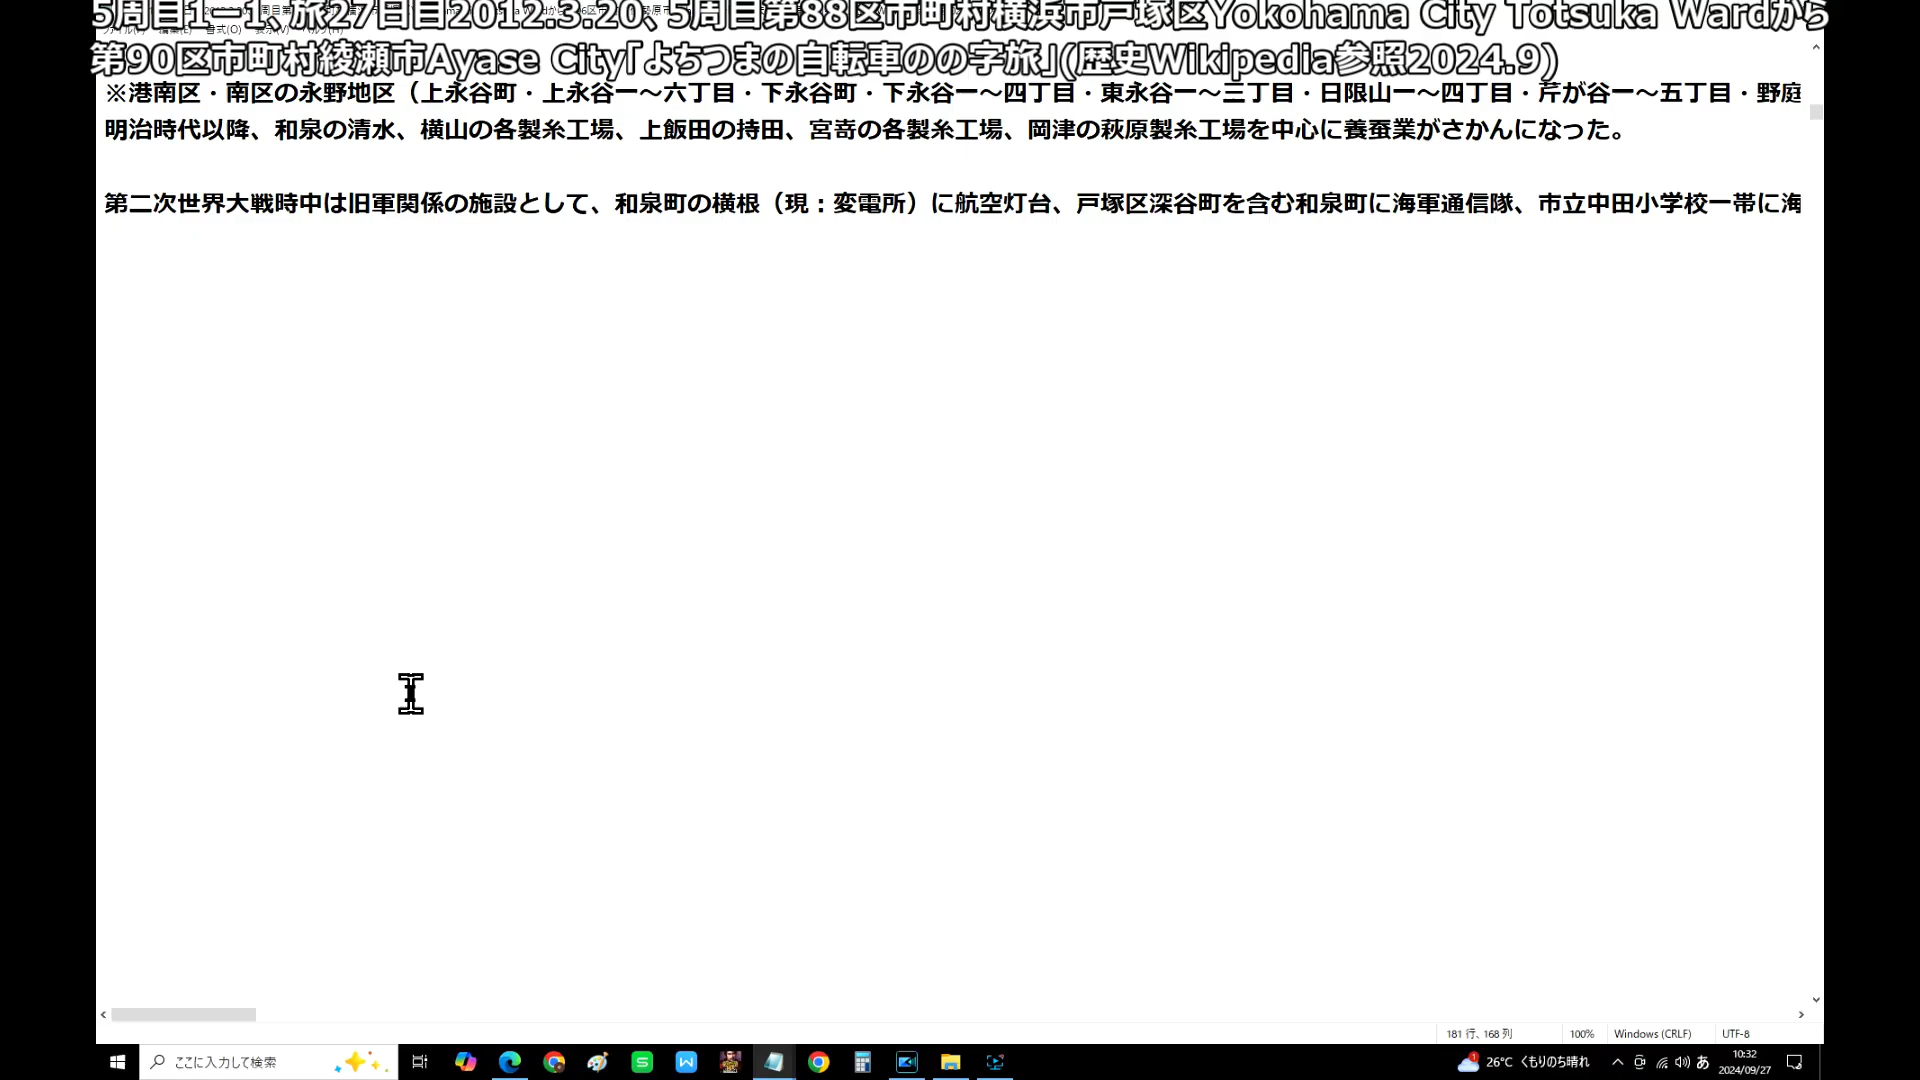 5周目1ー1、旅27日目2012.3.20、5周目第88区市町村横浜市戸塚区Yokohama City Totsuka Wardから
第90区市町村綾瀬市Ayase City「よちつまの自転車のの字旅」(歴史Wikipedia参照2024.9)
※港南区・南区の永野地区（上永谷町・上永谷一～六丁目・下永谷町・下永谷一～四丁目・東永谷一～三丁目・日限山一～四丁目・芹が谷一～五丁目・野庭
明治時代以降、和泉の清水、横山の各製糸工場、上飯田の持田、宮嵜の各製糸工場、岡津の萩原製糸工場を中心に養蚕業がさかんになった。
第二次世界大戦時中は旧軍関係の施設として、和泉町の横根（現：変電所）に航空灯台、戸塚区深谷町を含む和泉町に海軍通信隊、市立中田小学校一帯に海
181 行、168 列
100%
Windows (CRLF)
UTF-8
ここに入力して検索
26°C くもりのち晴れ
あ
10:32
2024/09/27